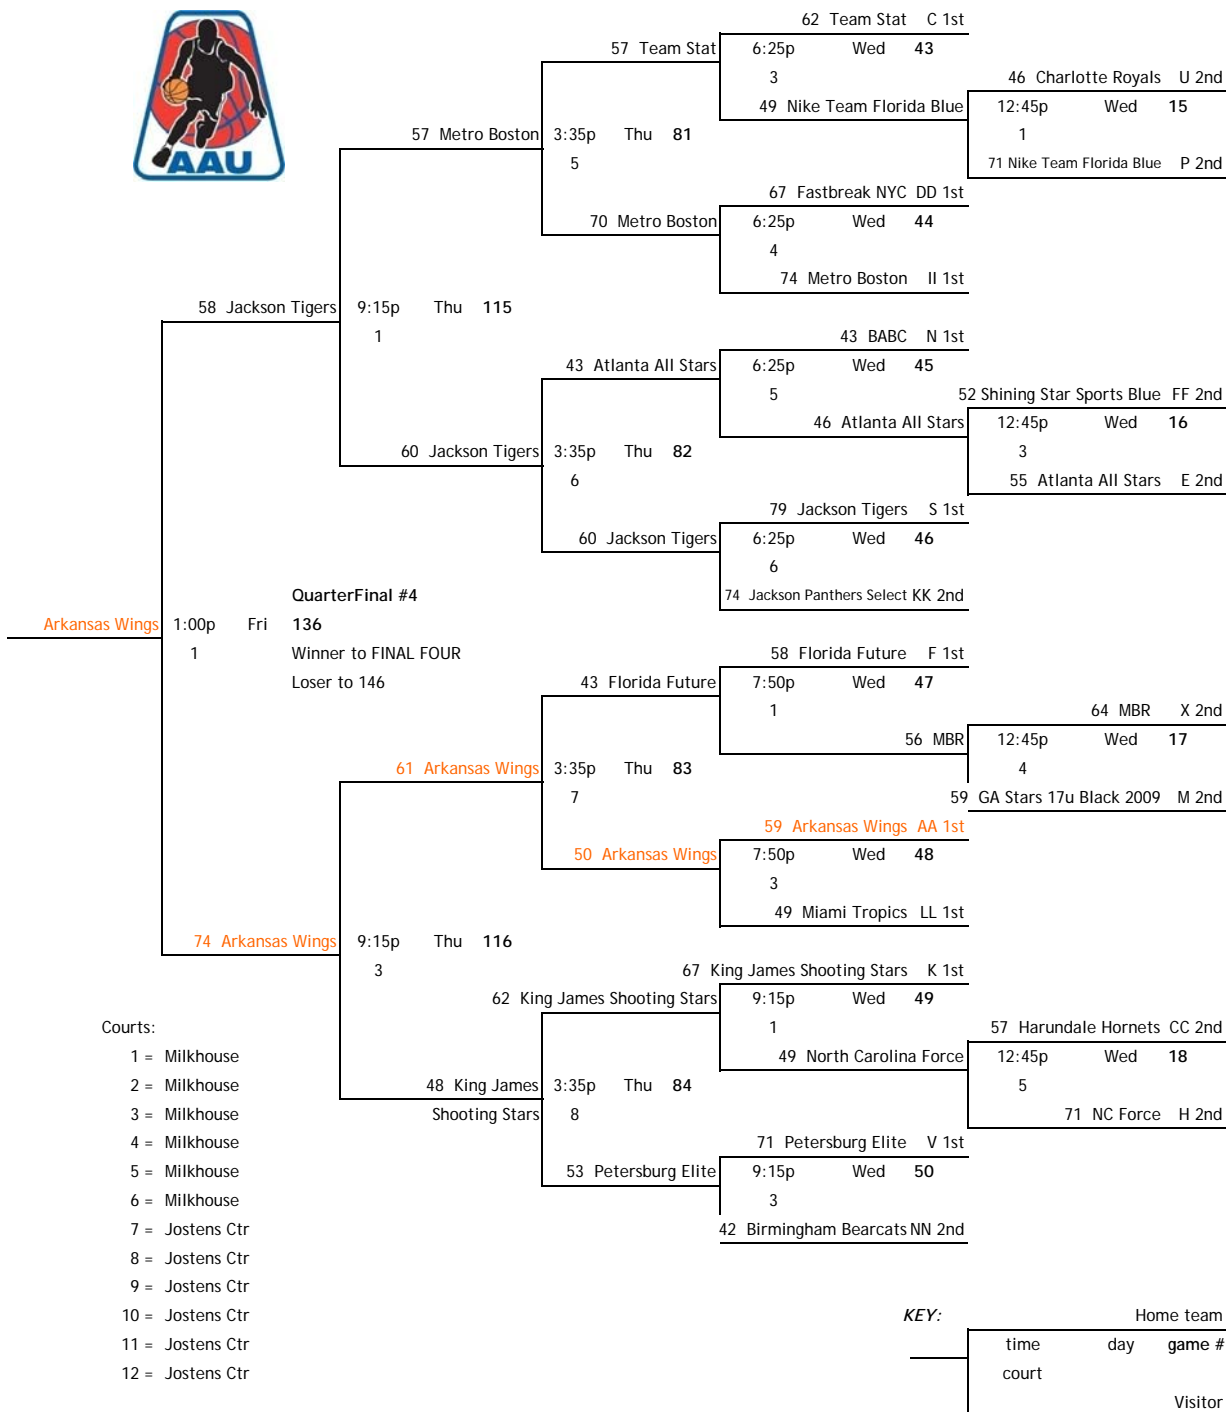 AAU
62 Team Stat C 1st
57 Team Stat 6:25p Wed 43
3
46 Charlotte Royals U 2nd
49 Nike Team Florida Blue 12:45p Wed 15
57 Metro Boston 3:35p Thu 81
1
5
71 Nike Team Florida Blue P 2nd
67 Fastbreak NYC DD 1st
70 Metro Boston 6:25p Wed 44
4
74 Metro Boston II 1st
58 Jackson Tigers 9:15p Thu 115
1
43 BABC N 1st
43 Atlanta All Stars 6:25p Wed 45
5
52 Shining Star Sports Blue FF 2nd
46 Atlanta All Stars 12:45p Wed 16
60 Jackson Tigers 3:35p Thu 82
3
6
55 Atlanta All Stars E 2nd
79 Jackson Tigers S 1st
60 Jackson Tigers 6:25p Wed 46
6
QuarterFinal #4
74 Jackson Panthers Select KK 2nd
Arkansas Wings 1:00p Fri 136
1 Winner to FINAL FOUR
58 Florida Future F 1st
Loser to 146
43 Florida Future 7:50p Wed 47
1
64 MBR X 2nd
56 MBR 12:45p Wed 17
61 Arkansas Wings 3:35p Thu 83
4
7
59 GA Stars 17u Black 2009 M 2nd
59 Arkansas Wings AA 1st
50 Arkansas Wings 7:50p Wed 48
3
49 Miami Tropics LL 1st
74 Arkansas Wings 9:15p Thu 116
3
67 King James Shooting Stars K 1st
62 King James Shooting Stars 9:15p Wed 49
Courts:
1
57 Harundale Hornets CC 2nd
1 = Milkhouse
49 North Carolina Force 12:45p Wed 18
2 = Milkhouse
48 King James 3:35p Thu 84
5
3 = Milkhouse
Shooting Stars 8
71 NC Force H 2nd
4 = Milkhouse
71 Petersburg Elite V 1st
5 = Milkhouse
53 Petersburg Elite 9:15p Wed 50
6 = Milkhouse
3
7 = Jostens Ctr
42 Birmingham Bearcats NN 2nd
8 = Jostens Ctr
9 = Jostens Ctr
10 = Jostens Ctr
KEY: Home team
11 = Jostens Ctr
time day game #
12 = Jostens Ctr
court
Visitor